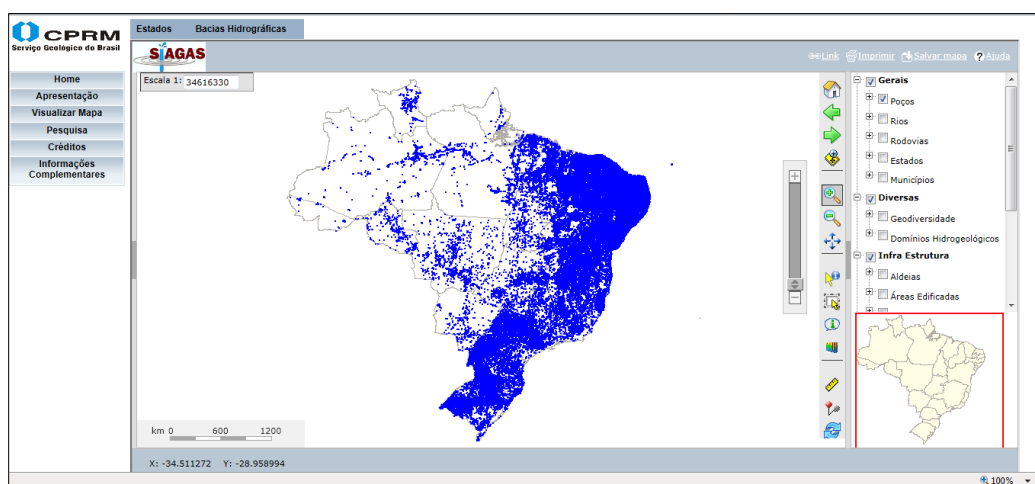 CPRM
Serviço Geológico do Brasil
Estados Bacias Hidrográficas
SIAGAS
Link Imprimir Salvar mapa ?Ajuda
Home
Apresentação
Visualizar Mapa
Pesquisa
Créditos
Informações
Complementares
Escala 1: 34616330
Gerais
Poços
Rios
Rodovias
Estados
Municípios
Diversas
Geodiversidade
Domínios Hidrogeológicos
Infra Estrutura
Aldeias
Áreas Edificadas
km 0 600 1200
X: -34.511272 Y: -28.958994
100%